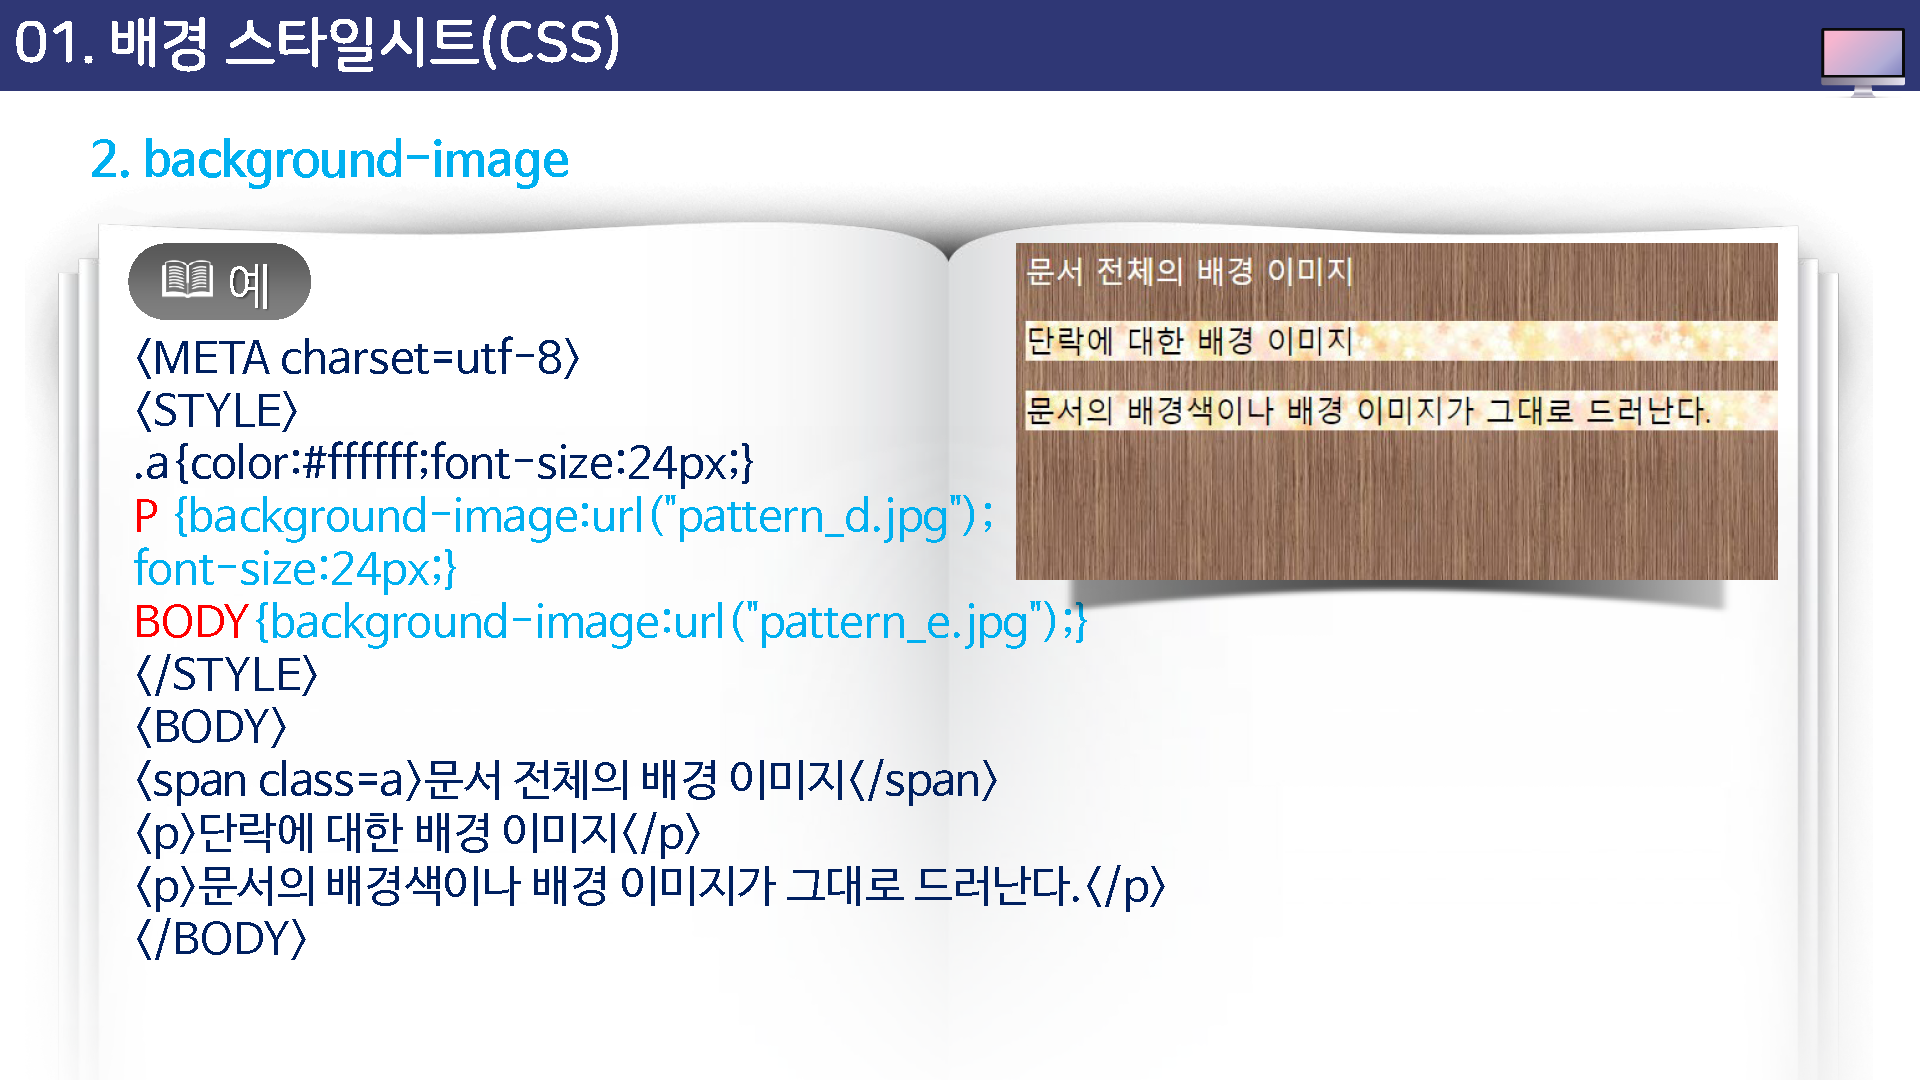 01. 배경 스타일시트(CSS)
2. background-image
예
<META charset=utf-8>
<STYLE>
.a{color:#ffffff;font-size:24px;}
P {background-image:url("pattern_d.jpg");
font-size:24px;}
BODY{background-image:url("pattern_e.jpg");}
</STYLE>
<BODY>
<span class=a>문서 전체의 배경 이미지</span>
<p>단락에 대한 배경 이미지</p>
<p>문서의 배경색이나 배경 이미지가 그대로 드러난다.</p>
</BODY>
문서 전체의 배경 이미지
단락에 대한 배경 이미지
문서의 배경색이나 배경 이미지가 그대로 드러난다.